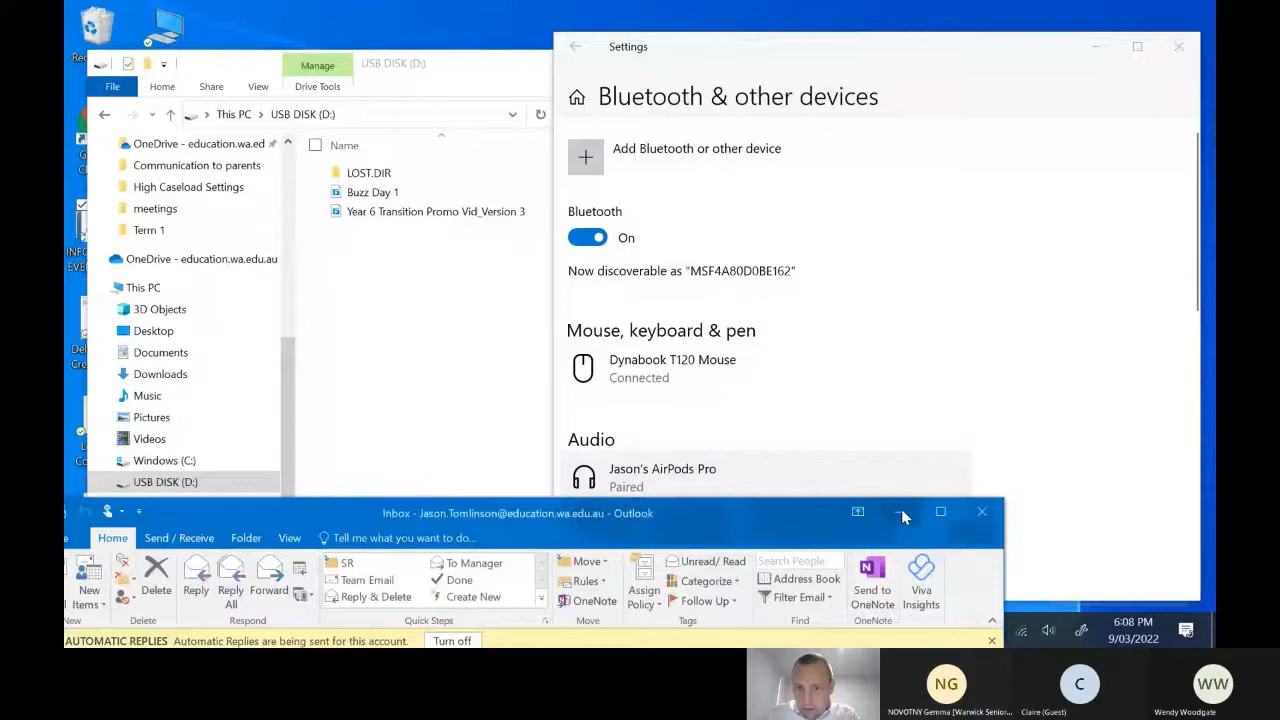 Settings
Manage
USB DISK (D:)
File
Home
Share
View
Drive Tools
This PC
USB DISK (D:)
OneDrive - education.wa.ed
Communication to parents
High Caseload Settings
meetings
Term 1
OneDrive - education.wa.edu.au
This PC
3D Objects
Desktop
Documents
Downloads
Music
Pictures
Videos
Windows (C:)
USB DISK (D:)
Name
LOST.DIR
Buzz Day 1
Year 6 Transition Promo Vid_Version 3
Bluetooth & other devices
Add Bluetooth or other device
Bluetooth
On
Now discoverable as “MSF4A80D0BE162”
Mouse, keyboard & pen
Dynabook T120 Mouse
Connected
Audio
Jason's AirPods Pro
Paired
Inbox - Jason.Tomlinson@education.wa.edu.au - Outlook
Home
Send / Receive
Folder
View
Tell me what you want to do...
New
Items
Delete
Reply
Reply
All
Forward
SR
Team Email
Reply & Delete
To Manager
Done
Create New
Move
Rules
OneNote
Assign
Policy
Unread/ Read
Categorize
Follow Up
Search People
Address Book
Filter Email
Send to
OneNote
Viva
Insights
New
Delete
Respond
Quick Steps
Move
Tags
Find
OneNote
AUTOMATIC REPLIES
Automatic Replies are being sent for this account.
Turn off
6:08 PM
9/03/2022
NG
C
WW
NOVOTNY Gemma [Warwick Senior...
Claire (Guest)
Wendy Woodgate